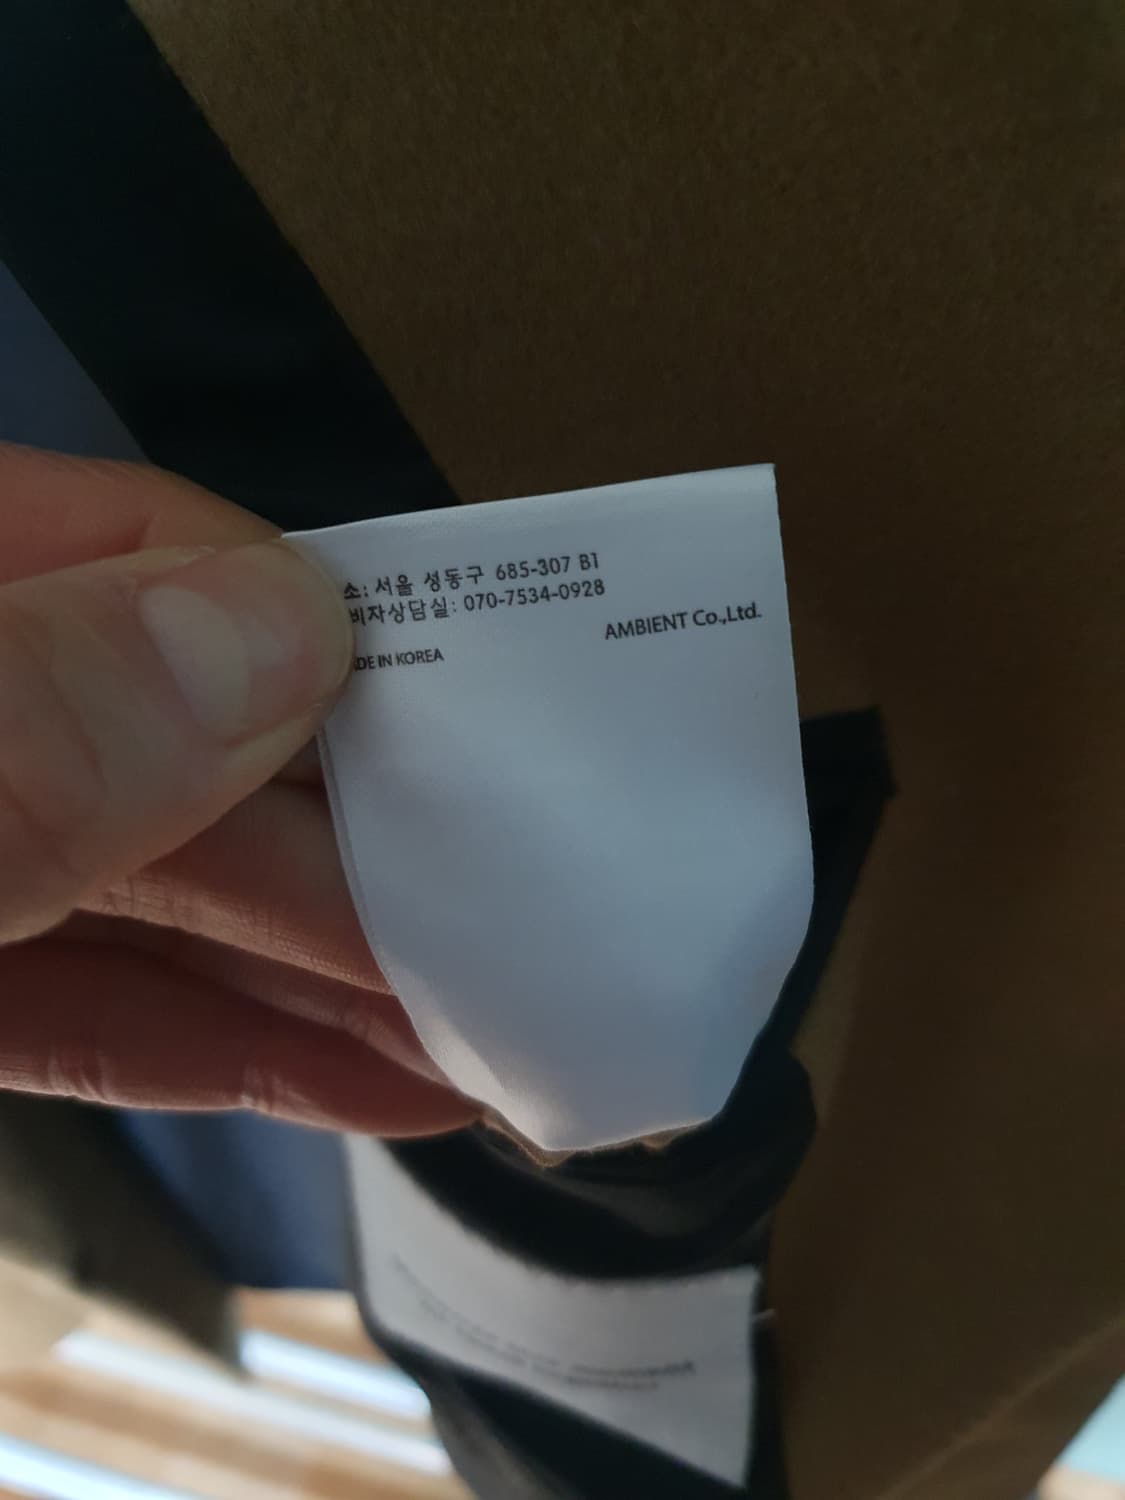 소: 서울 성동구 685-307 B1
비자상담실: 070-7534-0928
AMBIENT Co.,Ltd.
DE IN KOREA